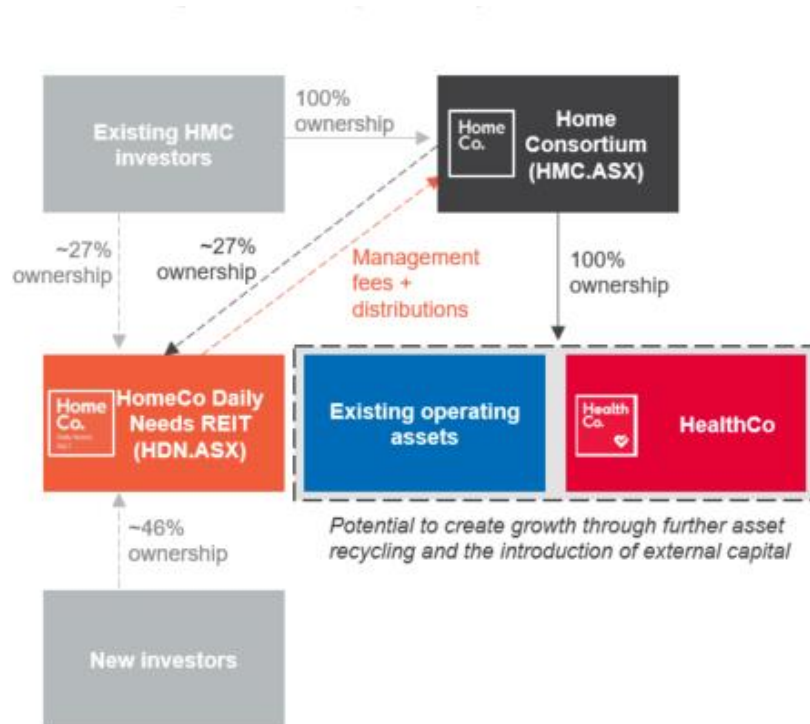 Existing HMC
investors
100%
ownership
Home
Co.
Home
Consortium
(HMC.ASX)
~27%
ownership
~27%
ownership
Management
fees +
distributions
100%
ownership
Home
Co.
HomeCo Daily
Needs REIT
(HDN.ASX)
Existing operating
assets
Health
Co.
HealthCo
~46%
ownership
Potential to create growth through further asset
recycling and the introduction of external capital
New investors